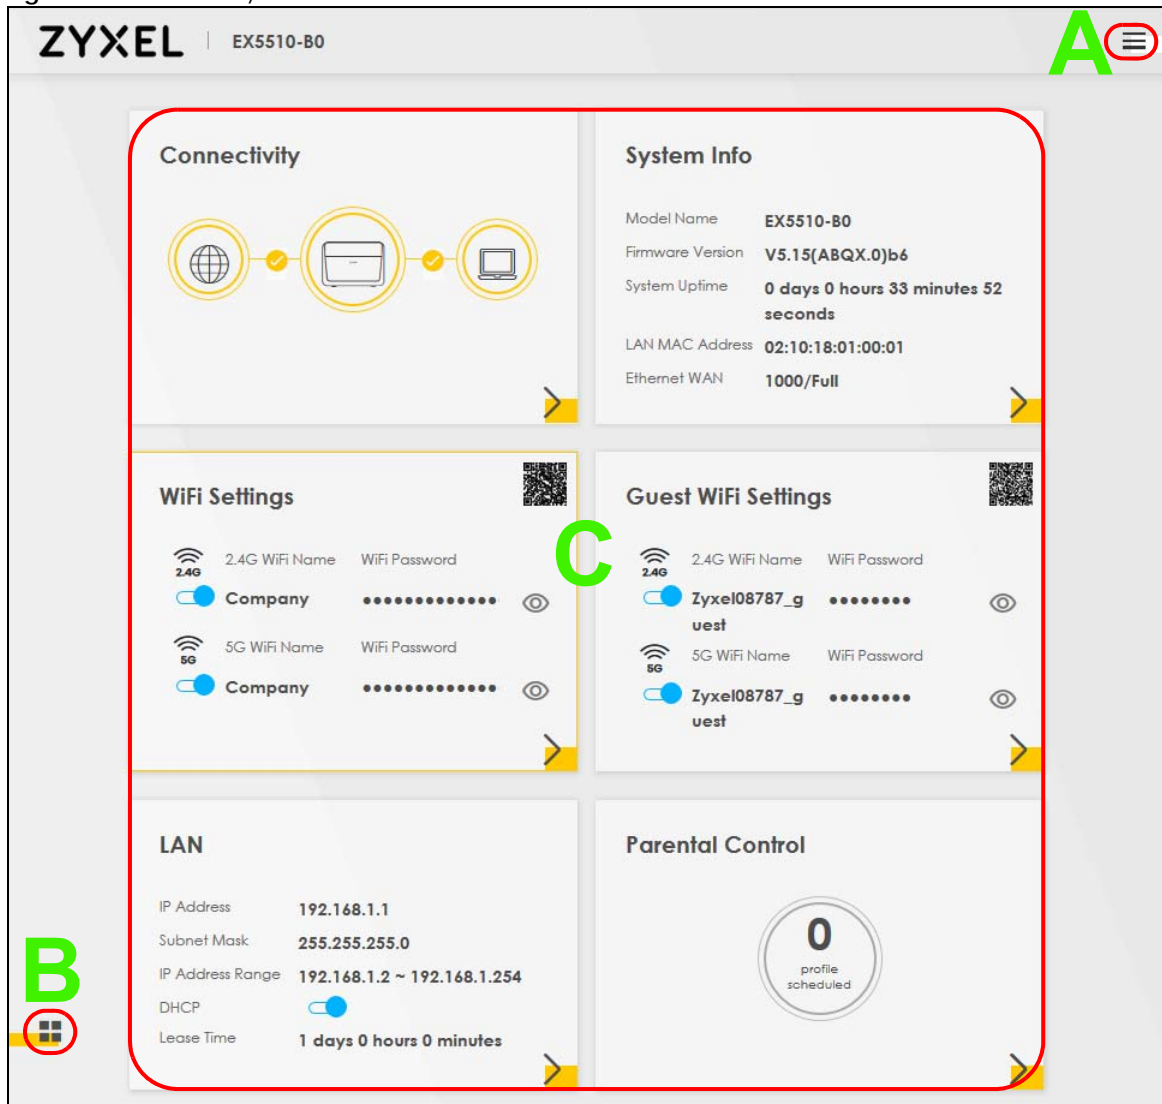 ZYXEL EX5510-B0 A
Connectivity
System Info
Model Name EX5510-B0
Firmware Version V5.15(ABQX.0)b6
System Uptime 0 days 0 hours 33 minutes 52
seconds
LAN MAC Address 02:10:18:01:00:01
Ethernet WAN 1000/Full
WiFi Settings
2.4G 2.4G WiFi Name WiFi Password
Company •••••••••••••
5G 5G WiFi Name WiFi Password
Company •••••••••••••
C
Guest WiFi Settings
2.4G 2.4G WiFi Name WiFi Password
Zyxel08787_g ••••••••
uest
5G 5G WiFi Name WiFi Password
Zyxel08787_g ••••••••
uest
LAN
IP Address 192.168.1.1
Subnet Mask 255.255.255.0
IP Address Range 192.168.1.2 ~ 192.168.1.254
DHCP
Lease Time 1 days 0 hours 0 minutes
B
Parental Control
0
profile
scheduled